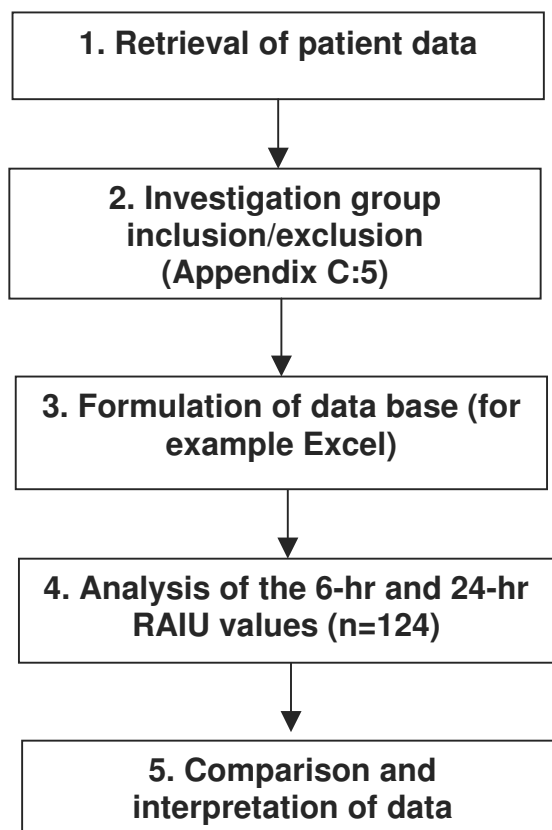 1. Retrieval of patient data
2. Investigation group
inclusion/exclusion
(Appendix C:5)
3. Formulation of data base (for
example Excel)
4. Analysis of the 6-hr and 24-hr
RAIU values (n=124)
5. Comparison and
interpretation of data